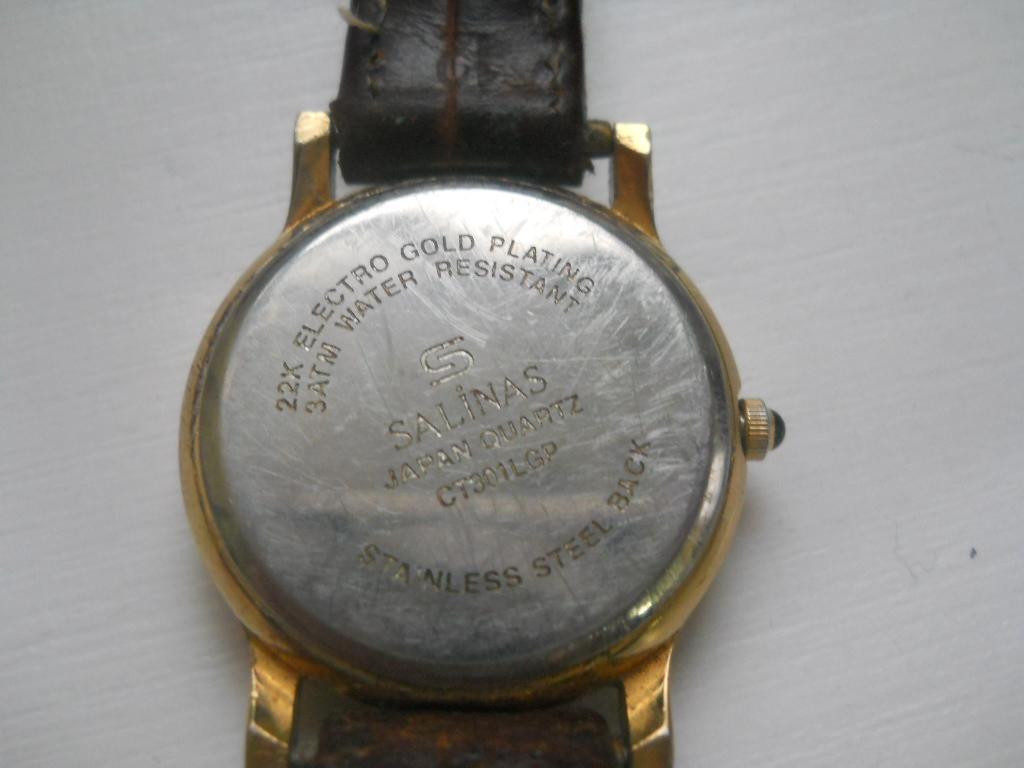 22K ELECTRO GOLD PLATING
3ATM WATER RESISTANT
S
SALiNAS
JAPAN QUARTZ
CT301LGP
STAINLESS STEEL BACK